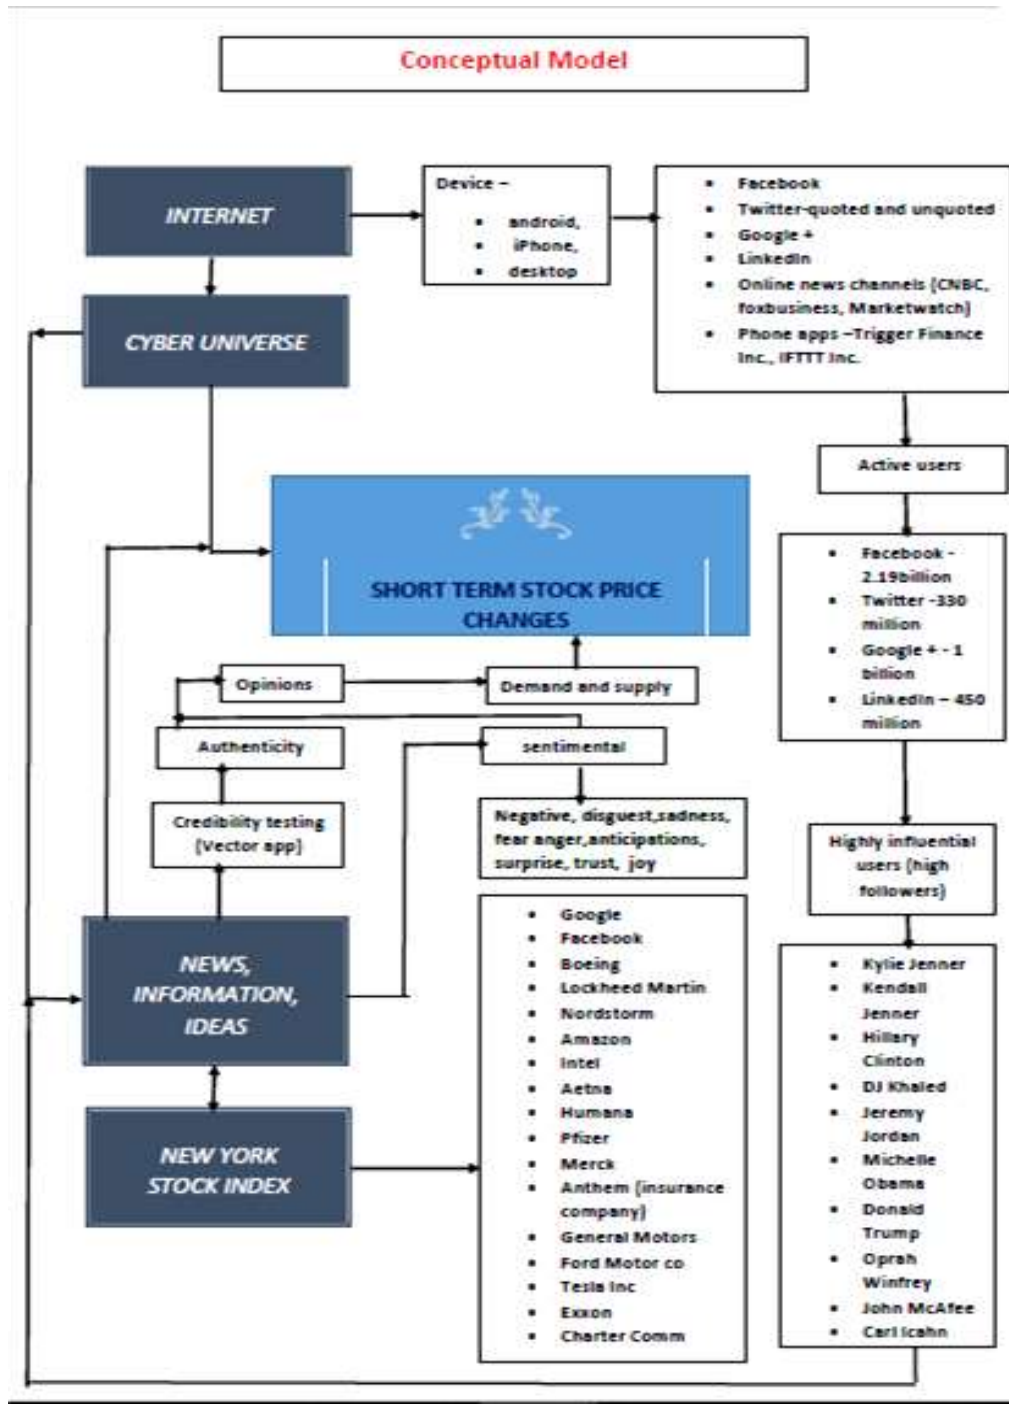 Conceptual Model
INTERNET
Device –
• android,
• iPhone,
• desktop
• Facebook
• Twitter-quoted and unquoted
• Google +
• LinkedIn
• Online news channels (CNBC,
foxbusiness, Marketwatch)
• Phone apps –Trigger Finance
Inc., IFTTT Inc.
CYBER UNIVERSE
Active users
• Facebook -
2.19billion
• Twitter -330
million
• Google + - 1
billion
• LinkedIn – 450
million
SHORT TERM STOCK PRICE
CHANGES
Opinions
Demand and supply
Authenticity
sentimental
Credibility testing
(Vector app)
Negative, disguest,sadness,
fear anger,anticipations,
surprise, trust, joy
Highly influential
users (high
followers)
NEWS,
INFORMATION,
IDEAS
• Google
• Facebook
• Boeing
• Lockheed Martin
• Nordstorm
• Amazon
• Intel
• Aetna
• Humana
• Pfizer
• Merck
• Anthem (insurance
company)
• General Motors
• Ford Motor co
• Tesla Inc
• Exxon
• Charter Comm
• Kylie Jenner
• Kendall
Jenner
• Hillary
Clinton
• DJ Khaled
• Jeremy
Jordan
• Michelle
Obama
• Donald
Trump
• Oprah
Winfrey
• John McAfee
• Carl Icahn
NEW YORK
STOCK INDEX